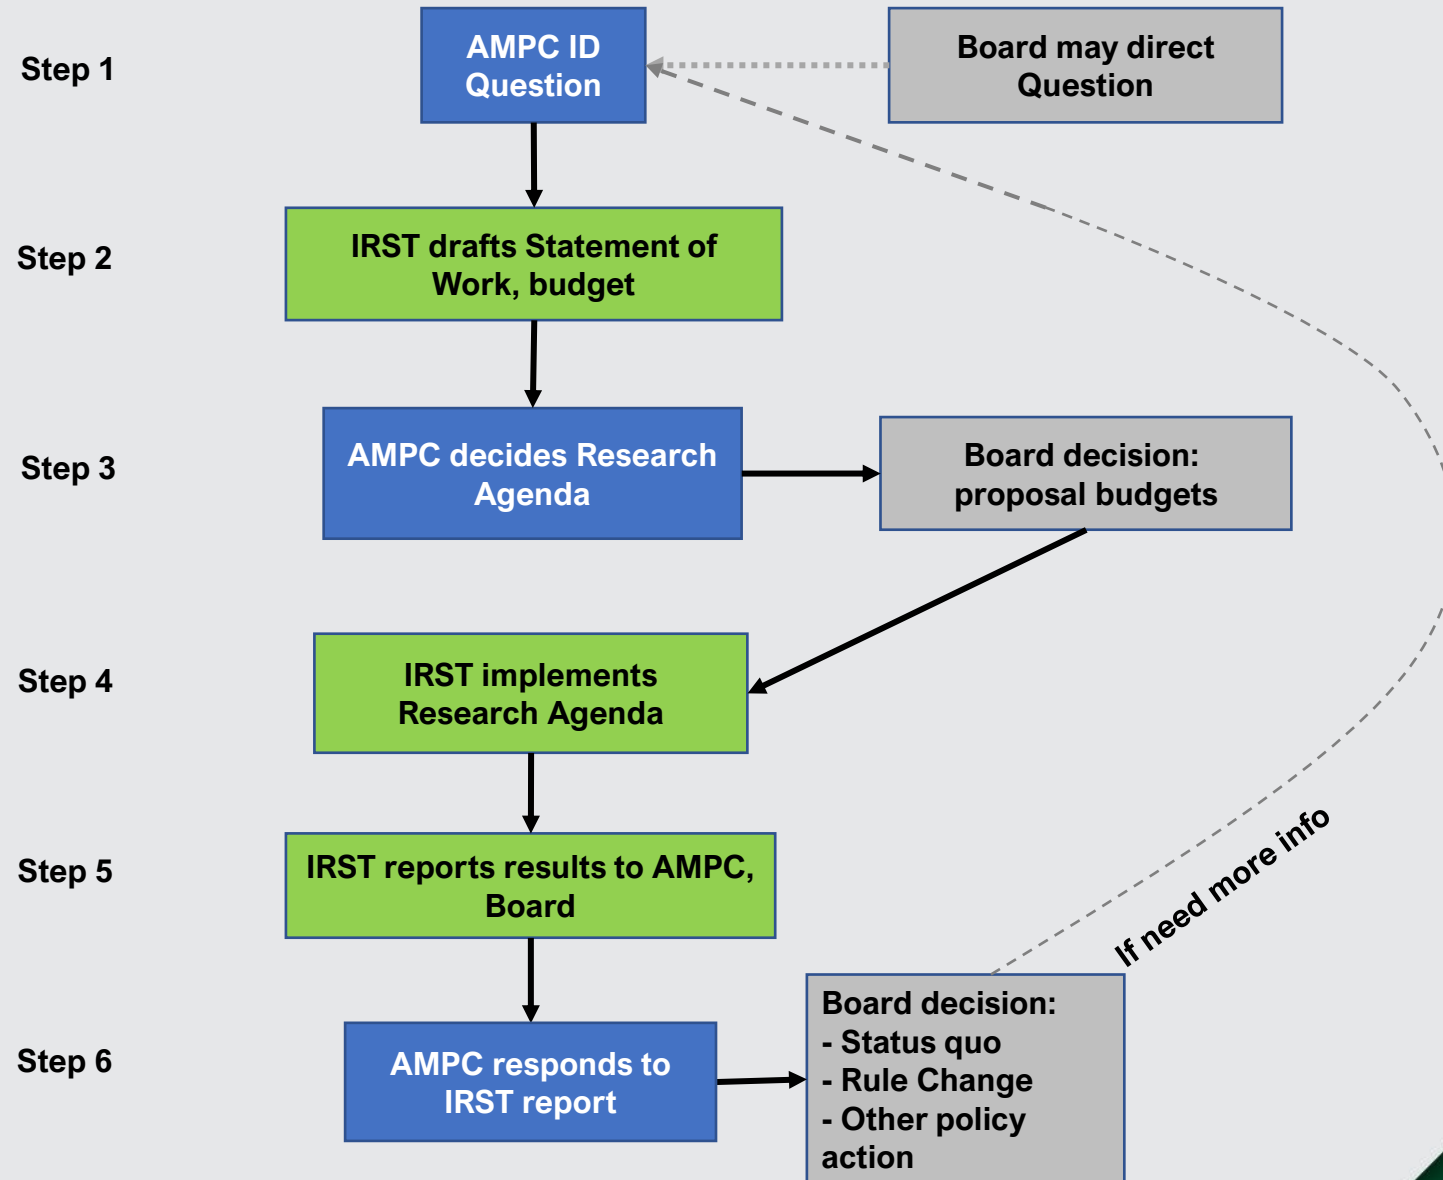 Step 1
AMPC ID
Question
Board may direct
Question
Step 2
IRST drafts Statement of
Work, budget
Step 3
AMPC decides Research
Agenda
Board decision:
proposal budgets
Step 4
IRST implements
Research Agenda
Step 5
IRST reports results to AMPC,
Board
If need more info
Step 6
AMPC responds to
IRST report
Board decision:
- Status quo
- Rule Change
- Other policy
action